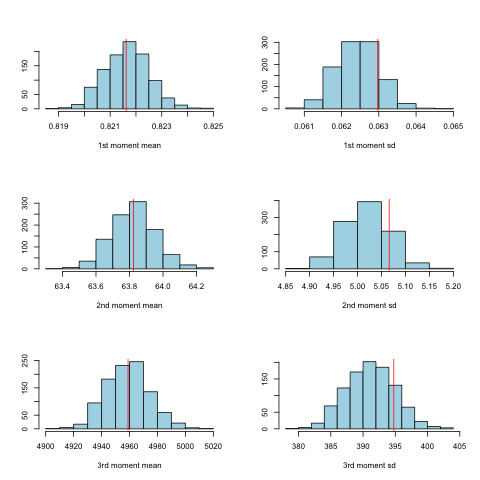 0 50 150
0.819 0.821 0.823 0.825
1st moment mean
0 100 200 300
0.061 0.062 0.063 0.064 0.065
1st moment sd
0 100 200 300
63.4 63.6 63.8 64.0 64.2
2nd moment mean
0 100 200 300
4.85 4.90 4.95 5.00 5.05 5.10 5.15 5.20
2nd moment sd
0 50 150 250
4900 4920 4940 4960 4980 5000 5020
3rd moment mean
0 50 150
380 385 390 395 400 405
3rd moment sd